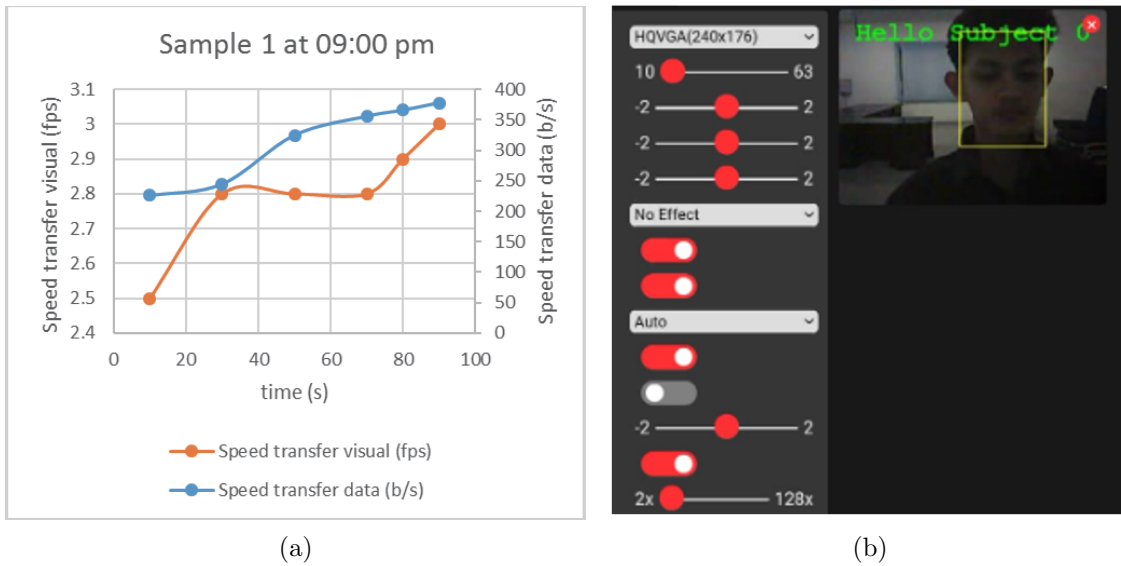 Sample 1 at 09:00 pm
Speed transfer visual (fps)
3.1
3
2.9
2.8
2.7
2.6
2.5
2.4
400
350
300
250
200
150
100
50
0
Speed transfer data (b/s)
0 20 40 60 80 100
time (s)
Speed transfer visual (fps)
Speed transfer data (b/s)
(a)
HQVGA(240x176)
10 63
-2 2
-2 2
-2 2
No Effect
Auto
-2 2
2x 128x
Hello Subject 0
(b)